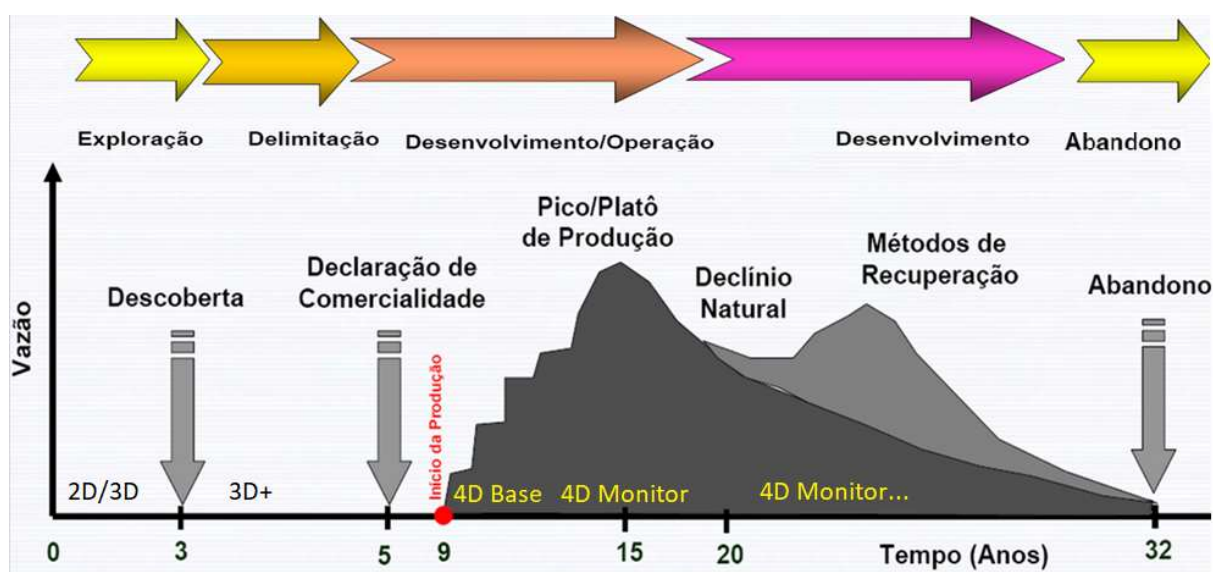 Exploração
Delimitação
Desenvolvimento/Operação
Desenvolvimento
Abandono
Vazão
Descoberta
Declaração de
Comercialidade
Início da Produção
Pico/Platô
de Produção
Declínio
Natural
Métodos de
Recuperação
Abandono
2D/3D
3D+
4D Base
4D Monitor
4D Monitor...
0
3
5
9
15
20
Tempo (Anos)
32